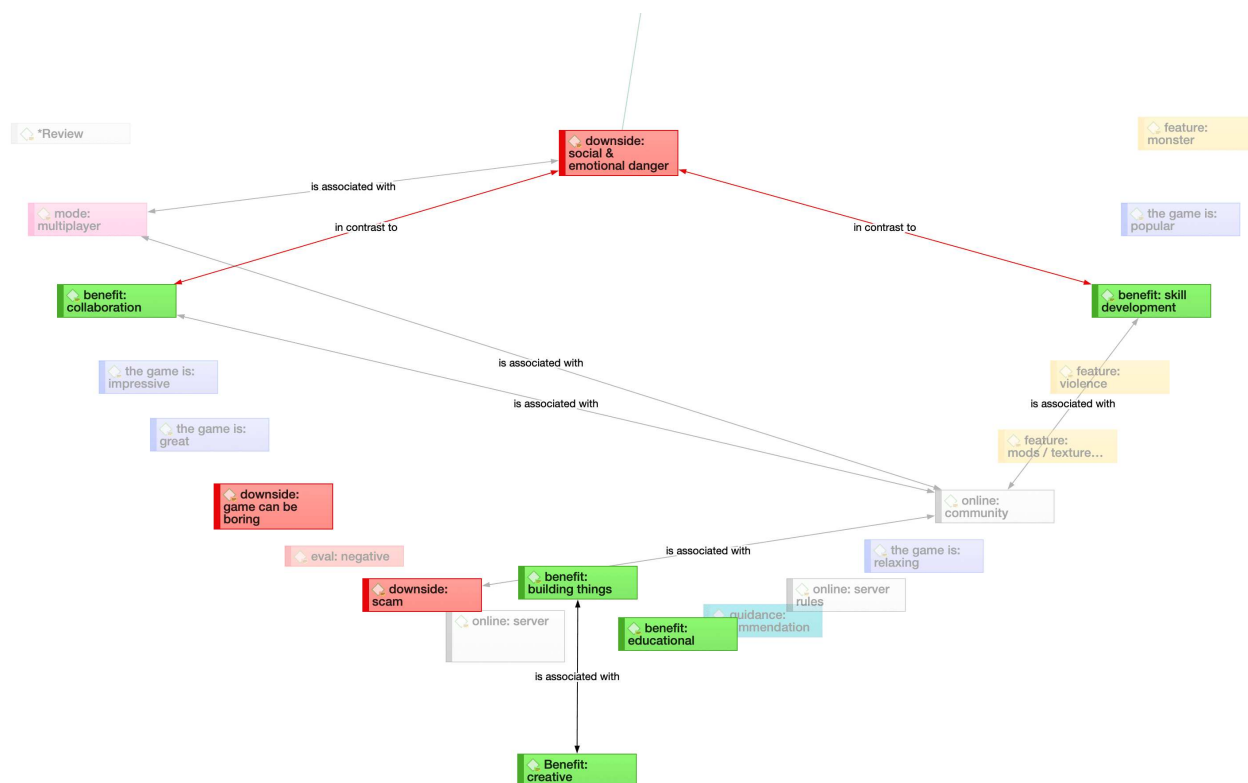 *Review
downside:
social &
emotional danger
feature:
monster
is associated with
mode:
multiplayer
the game is:
popular
in contrast to
in contrast to
benefit:
collaboration
benefit: skill
development
is associated with
the game is:
impressive
feature:
violence
is associated with
is associated with
the game is:
great
feature:
mods / texture…
downside:
game can be
boring
online:
community
eval: negative
is associated with
the game is:
relaxing
downside:
scam
benefit:
building things
online: server
rules
online: server
benefit:
educational
guidance:
is associated with
Benefit:
creative